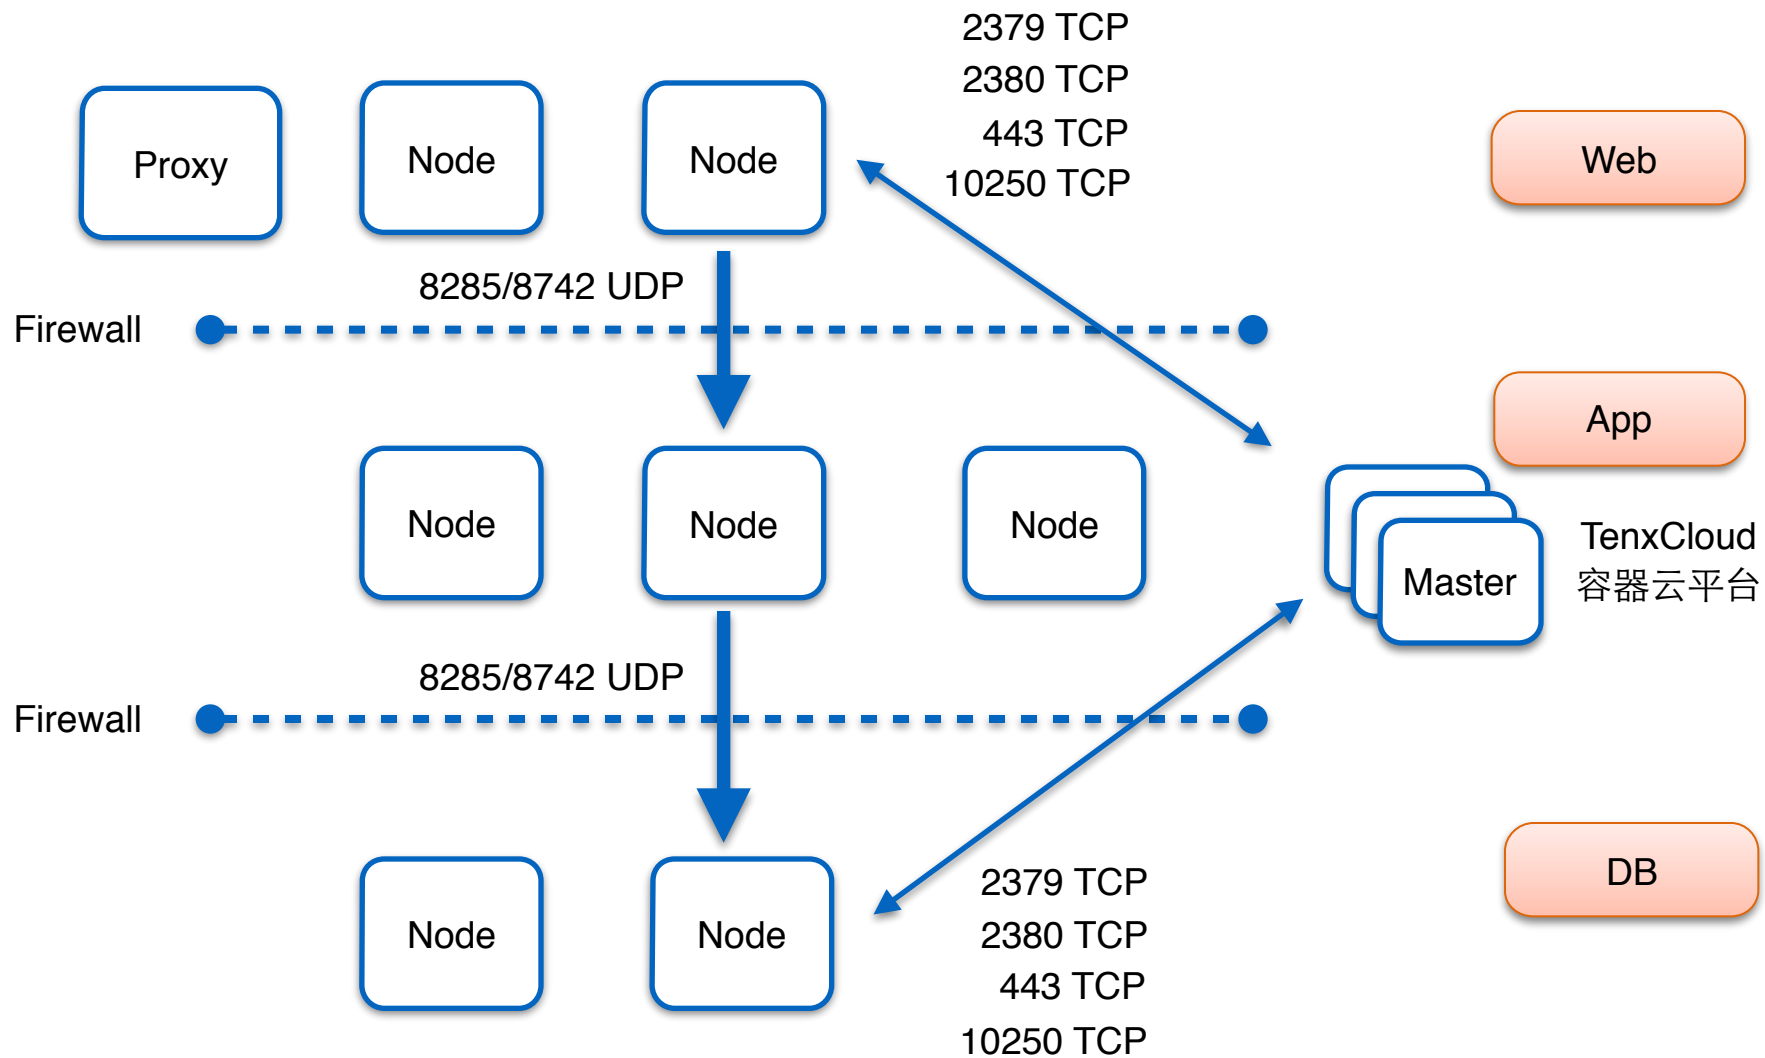 2379 TCP
2380 TCP
443 TCP
10250 TCP
Proxy
Node
Node
Web
8285/8742 UDP
Firewall
App
Node
Node
Node
Master
TenxCloud
容器云平台
8285/8742 UDP
Firewall
DB
Node
Node
2379 TCP
2380 TCP
443 TCP
10250 TCP